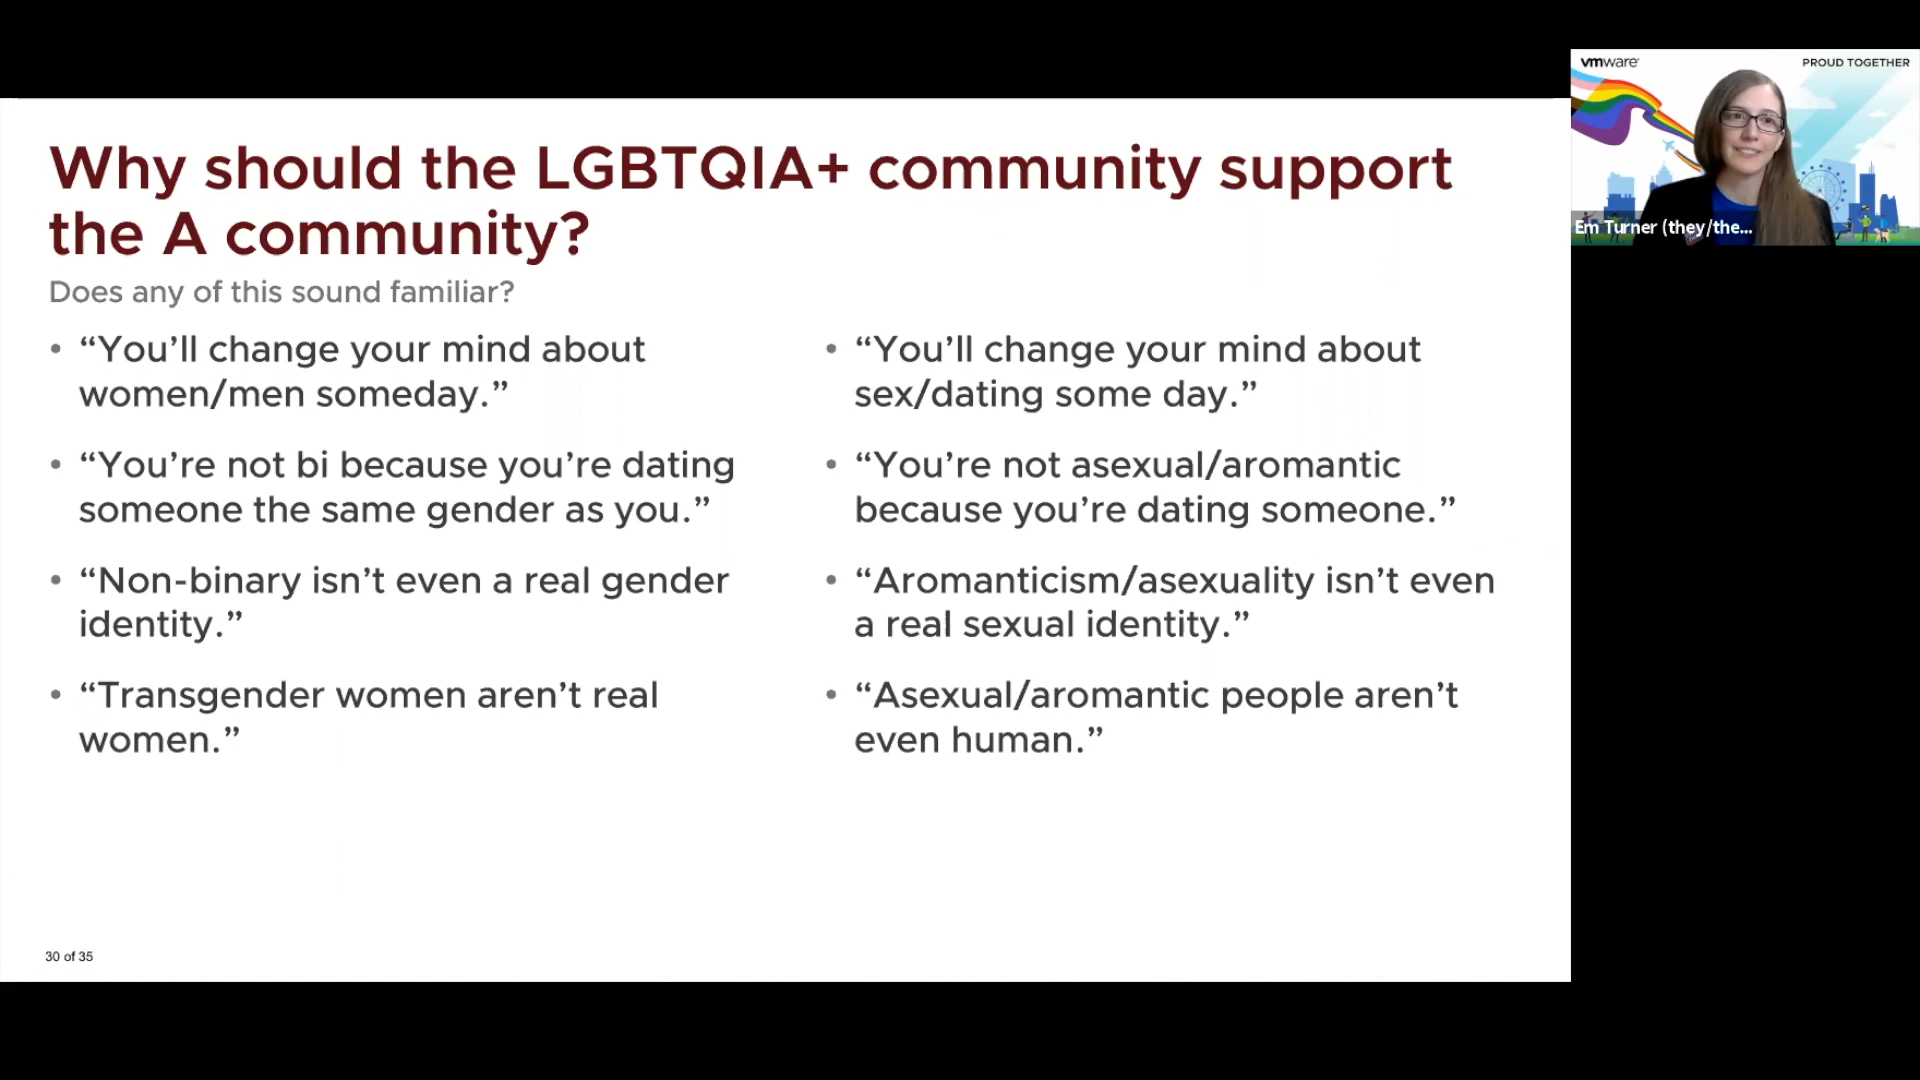 Why should the LGBTQIA+ community support
the A community?
Does any of this sound familiar?
• “You’ll change your mind about
women/men someday.”
• “You’re not bi because you’re dating
someone the same gender as you.”
• “Non-binary isn’t even a real gender
identity.”
• “Transgender women aren’t real
women.”
• “You’ll change your mind about
sex/dating some day.”
• “You’re not asexual/aromantic
because you’re dating someone.”
• “Aromanticism/asexuality isn’t even
a real sexual identity.”
• “Asexual/aromantic people aren’t
even human.”
30 of 35
vmware
PROUD TOGETHER
Em Turner (they/the...